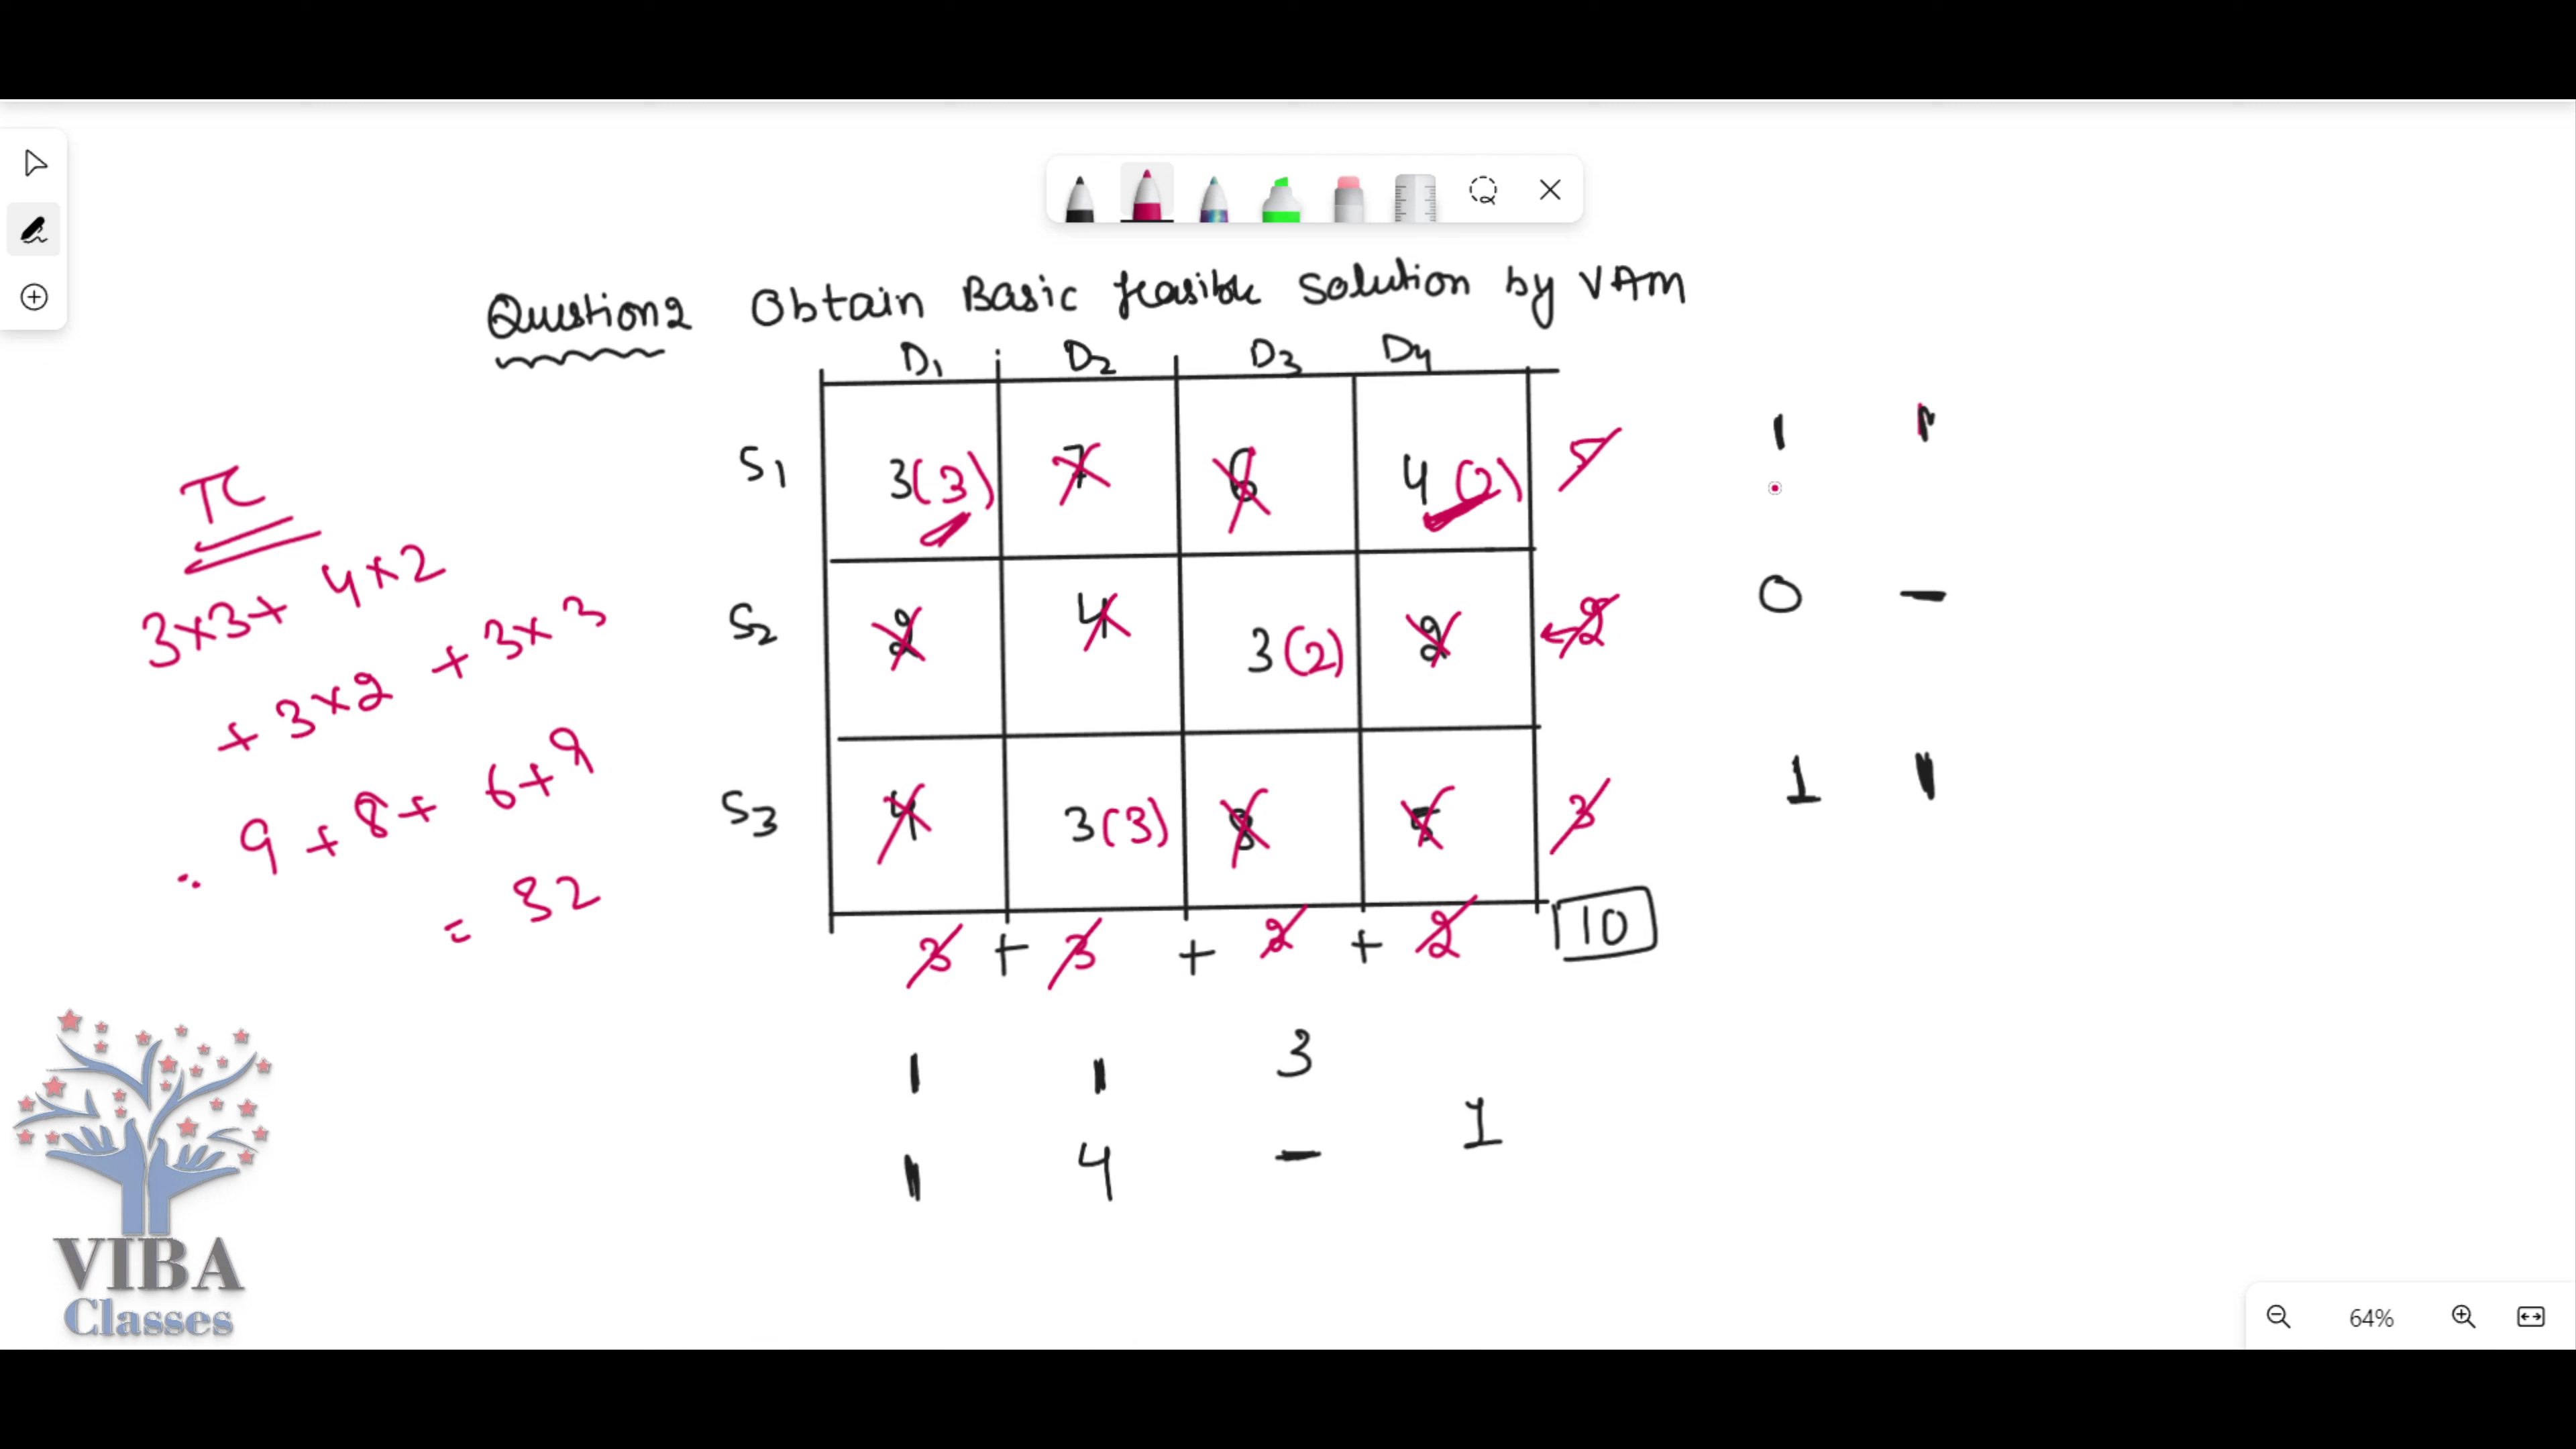 Question2 Obtain Basic feasible Solution by VAM
D1 D2 D3 D4
S1 3(3) 7 6 4(2) 5 1 1
S2 2 4 3(2) 2 2 0 -
S3 4 3(3) 8 5 3 1 1
3 + 3 + 2 + 2 10
1 1 3 1
1 4 -
TC
3×3+ 4×2
+ 3×2 + 3×3
9 + 8 + 6+9
= 32
VIBA
Classes
64%